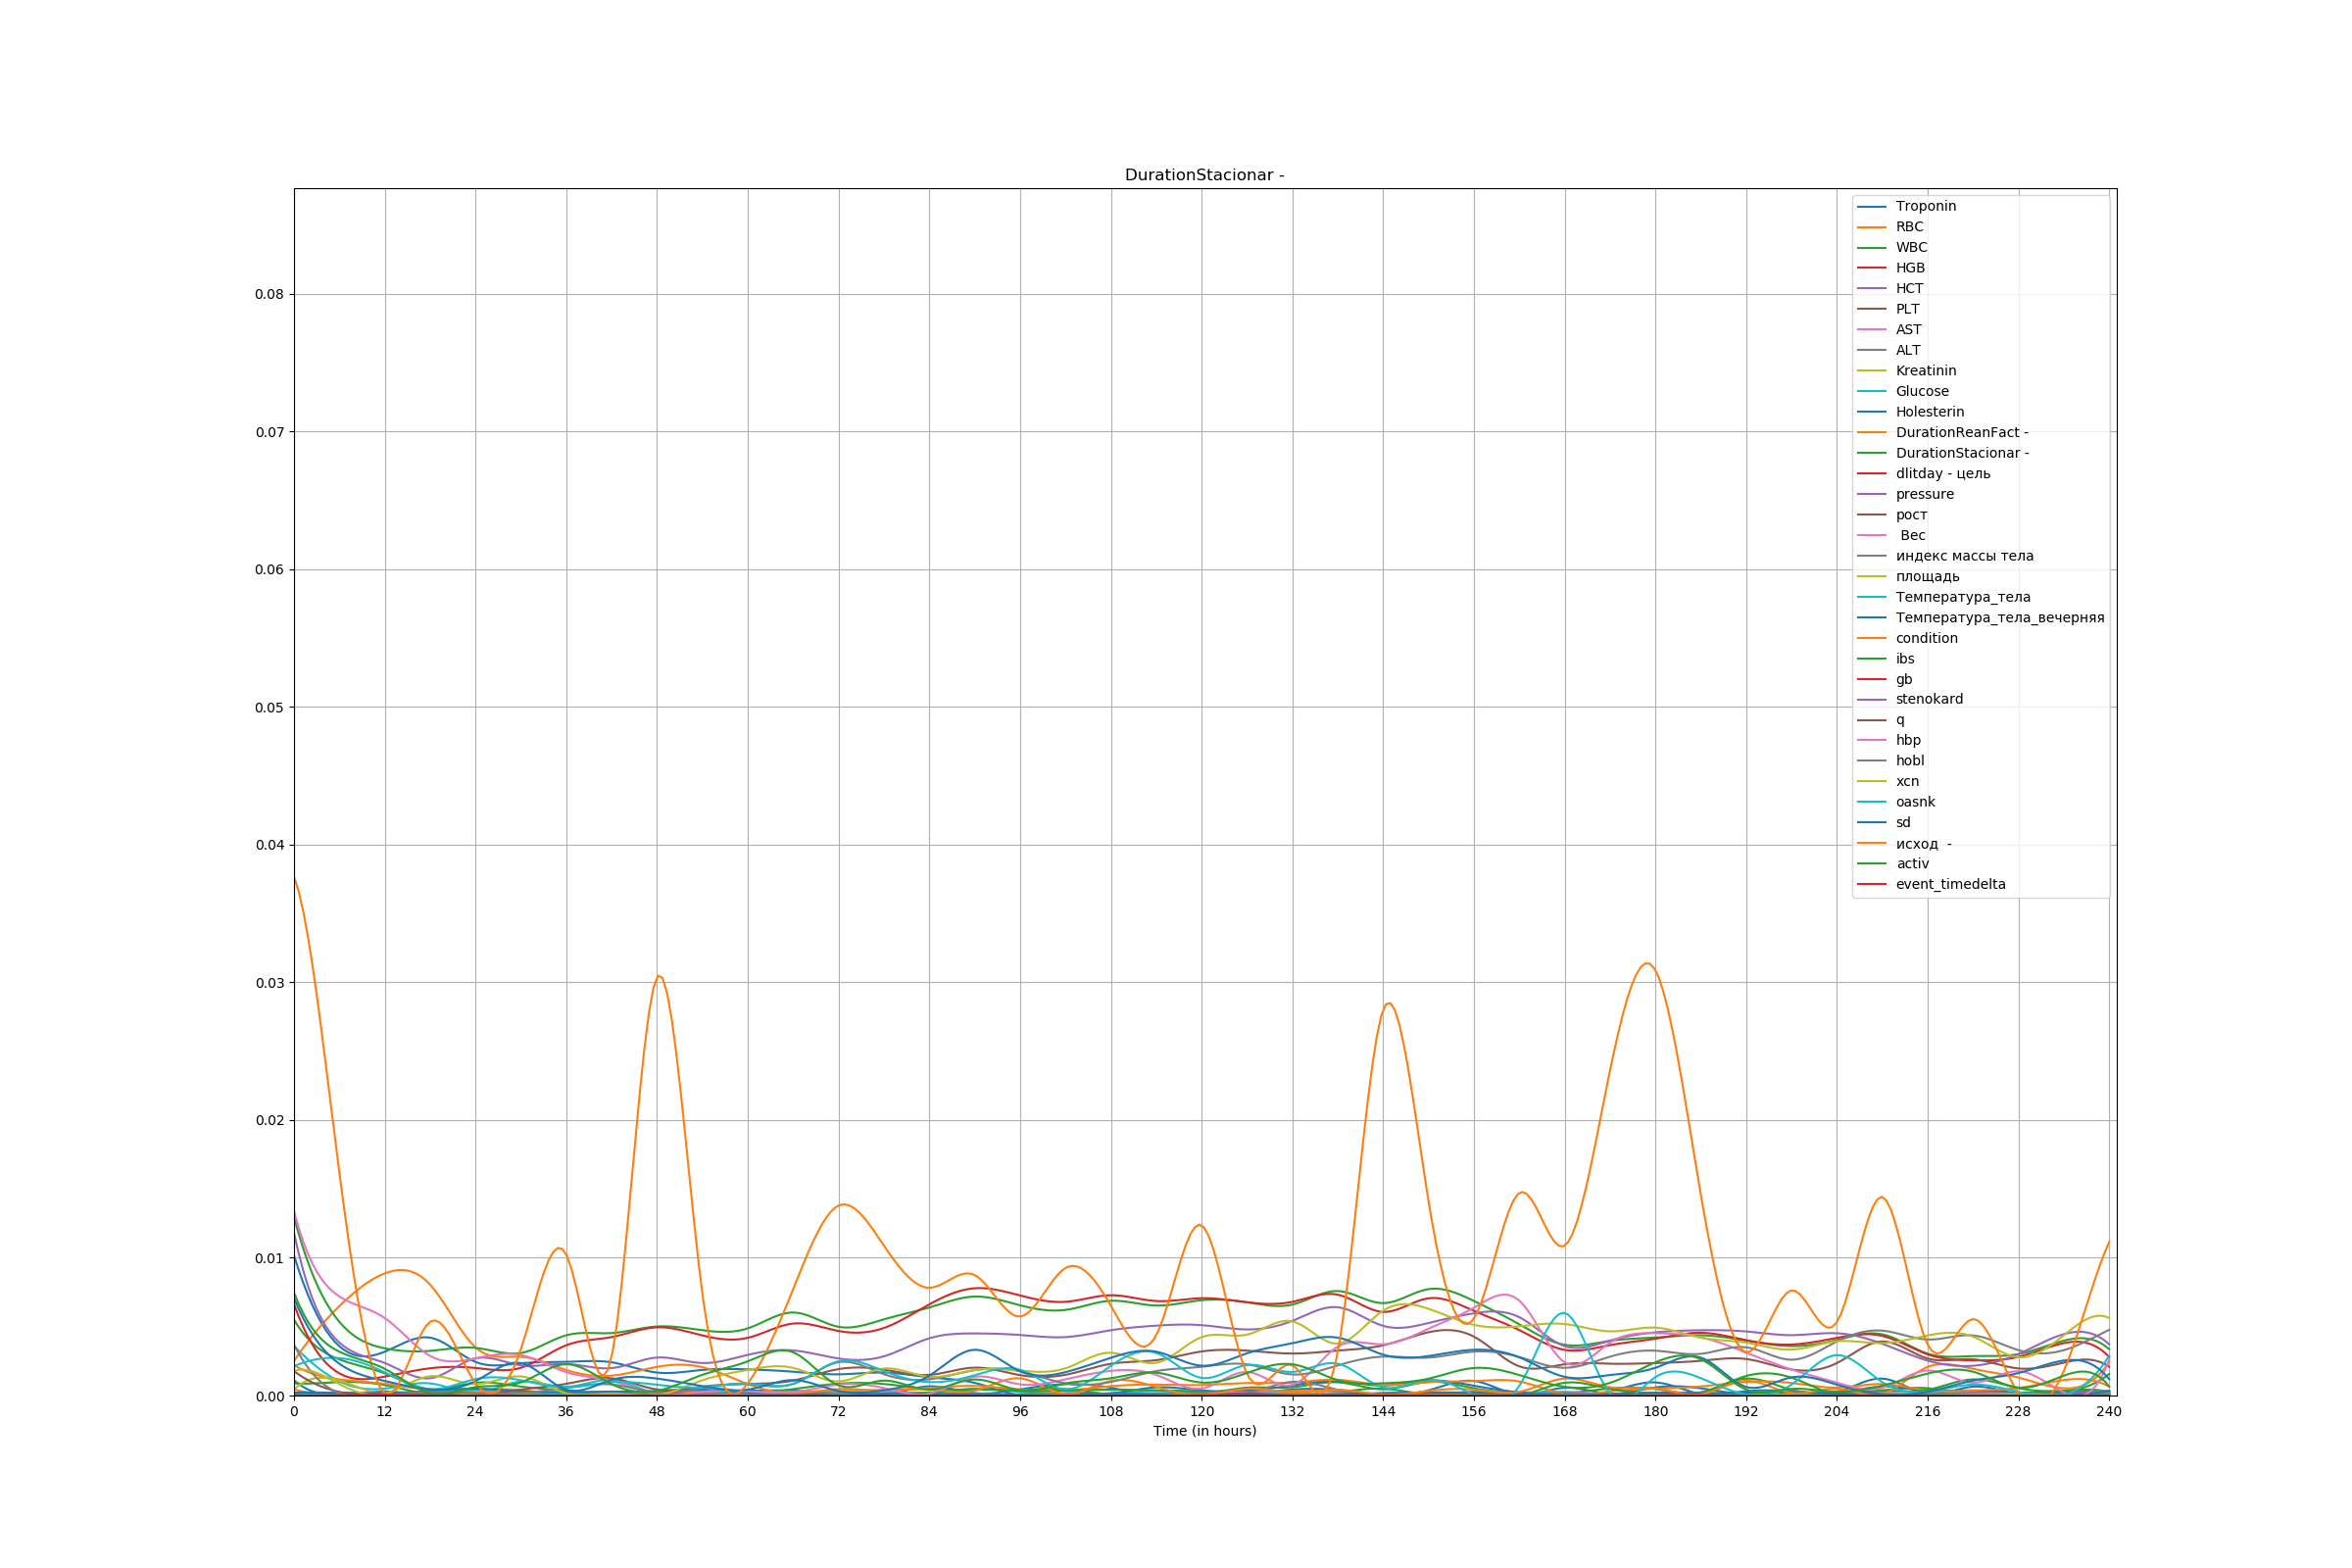 DurationStacionar -
0.08
0.07
0.06
0.05
0.04
0.03
0.02
0.01
0.00
Troponin
RBC
WBC
HGB
HCT
PLT
AST
ALT
Kreatinin
Glucose
Holesterin
DurationReanFact -
DurationStacionar -
dlitday - цель
pressure
рост
Вес
индекс массы тела
площадь
Температура_тела
Температура_тела_вечерняя
condition
ibs
gb
stenokard
q
hbp
hobl
xcn
oasnk
sd
исход  -
activ
event_timedelta
0 12 24 36 48 60 72 84 96 108 120 132 144 156 168 180 192 204 216 228 240
Time (in hours)